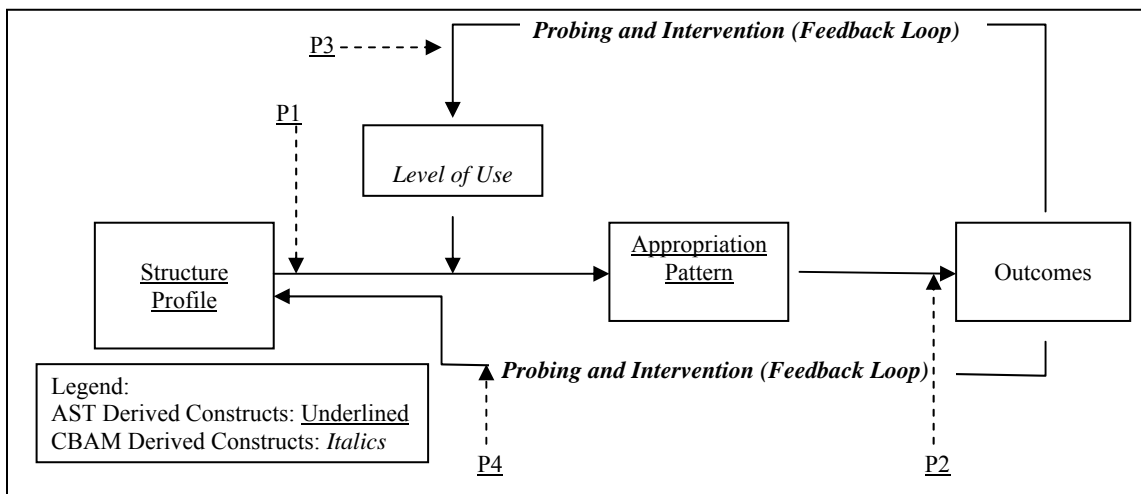 Probing and Intervention (Feedback Loop)
P3
P1
Level of Use
Structure
Profile
Appropriation
Pattern
Outcomes
Probing and Intervention (Feedback Loop)
Legend:
AST Derived Constructs: Underlined
CBAM Derived Constructs: Italics
P4
P2